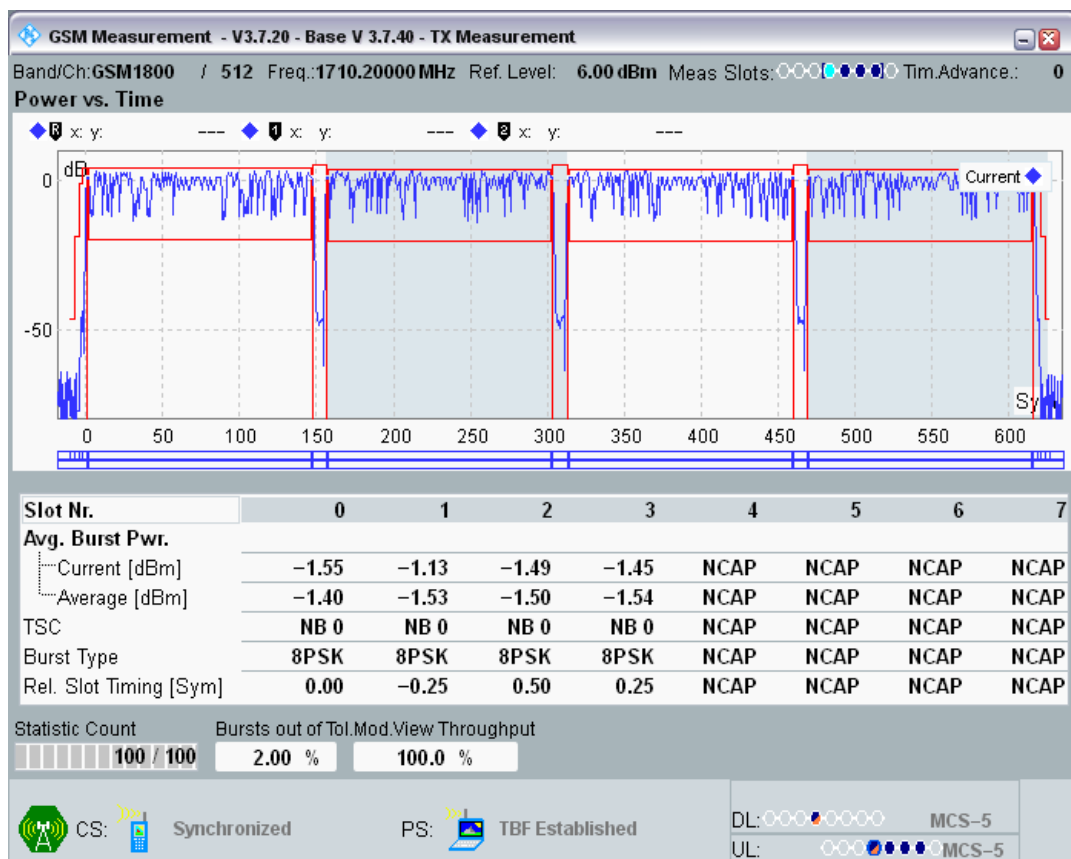 GSM Measurement - V3.7.20 - Base V 3.7.40 - TX Measurement
Band/Ch:GSM1800 / 512 Freq.:1710.20000 MHz Ref. Level: 6.00 dBm Meas Slots: Tim.Advance.: 0
Power vs. Time
R x: y: --- 1 x: y: --- 2 x: y: ---
dB
0
Current
-50
Sy
0 50 100 150 200 250 300 350 400 450 500 550 600
Slot Nr. 0 1 2 3 4 5 6 7
Avg. Burst Pwr.
Current [dBm] −1.55 −1.13 −1.49 −1.45 NCAP NCAP NCAP NCAP
Average [dBm] −1.40 −1.53 −1.50 −1.54 NCAP NCAP NCAP NCAP
TSC NB 0 NB 0 NB 0 NB 0 NCAP NCAP NCAP NCAP
Burst Type 8PSK 8PSK 8PSK 8PSK NCAP NCAP NCAP NCAP
Rel. Slot Timing [Sym] 0.00 −0.25 0.50 0.25 NCAP NCAP NCAP NCAP
Statistic Count Bursts out of Tol.Mod.View Throughput
100 / 100 2.00 % 100.0 %
CS: Synchronized PS: TBF Established
DL: MCS−5
UL: MCS−5